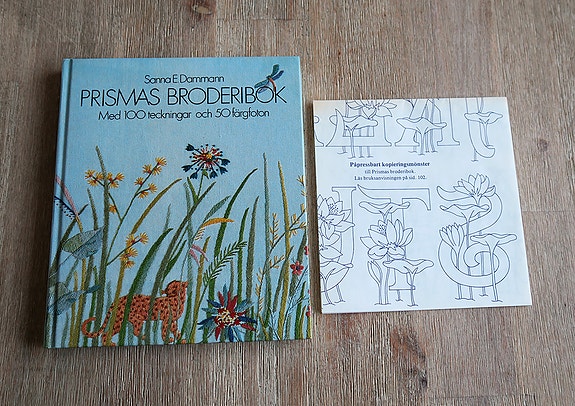 Sanna E. Dammann
PRISMAS BRODERIBOK
Med 100 teckningar och 50 färgfoton
Påpressbart kopieringsmönster
till Prismas broderibok.
Läs bruksanvisningen på sid. 102.